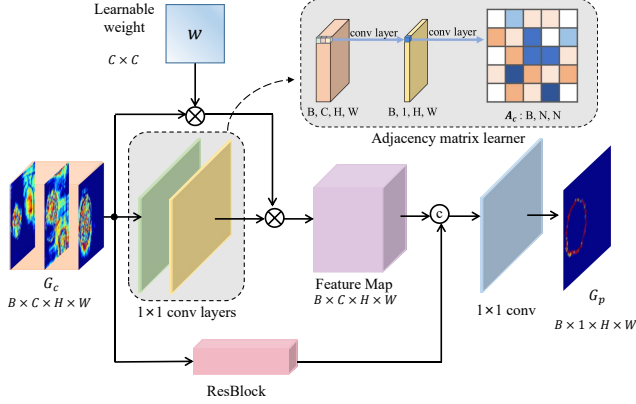 Learnable
weight
C × C
w
conv layer
conv layer
B, C, H, W
B, 1, H, W
A_c : B, N, N
Adjacency matrix learner
G_c
B × C × H × W
1×1 conv layers
Feature Map
B × C × H × W
c
1×1 conv
G_p
B × 1 × H × W
ResBlock